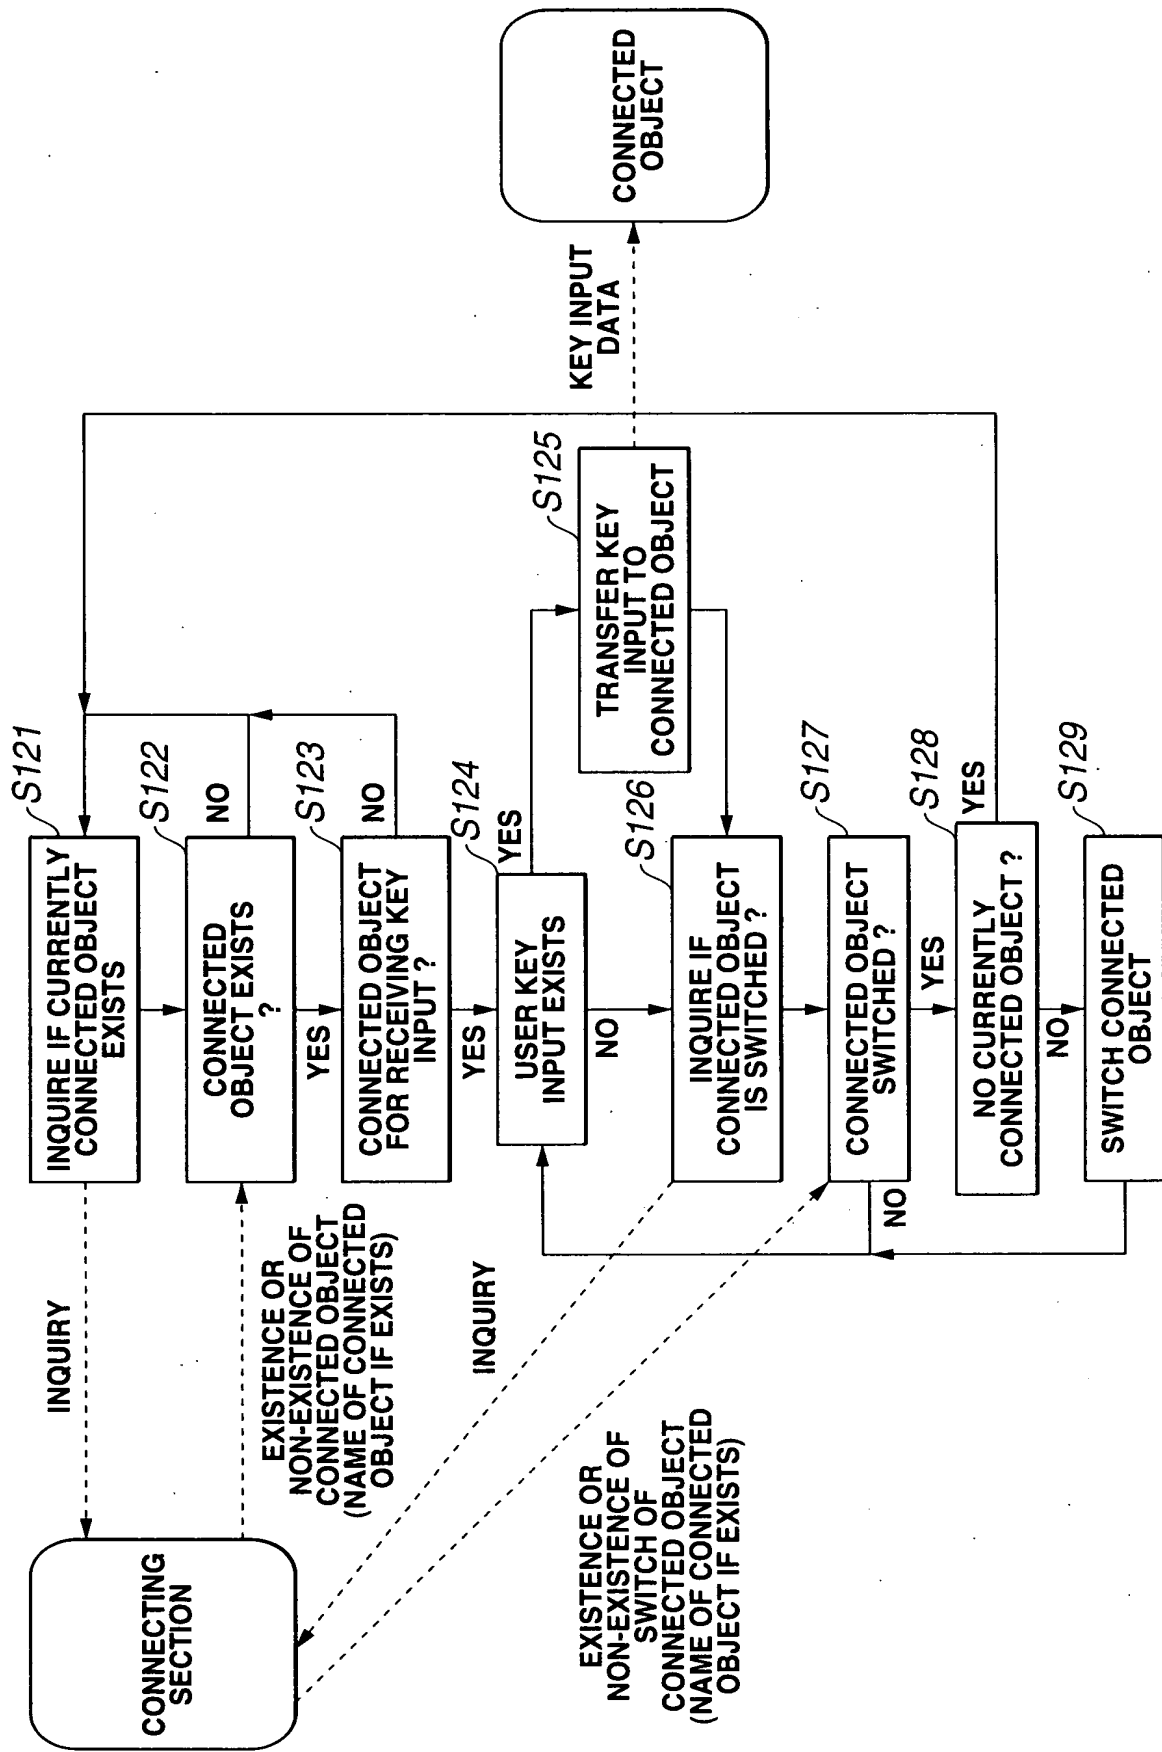 S121
INQUIRE IF CURRENTLY
CONNECTED OBJECT
EXISTS
INQUIRY
CONNECTING
SECTION
S122
CONNECTED
OBJECT EXISTS
?
NO
YES
EXISTENCE OR
NON-EXISTENCE OF
CONNECTED OBJECT
(NAME OF CONNECTED
OBJECT IF EXISTS)
S123
CONNECTED OBJECT
FOR RECEIVING KEY
INPUT ?
NO
YES
S124
USER KEY
INPUT EXISTS
YES
NO
S125
TRANSFER KEY
INPUT TO
CONNECTED OBJECT
KEY INPUT
DATA
CONNECTED
OBJECT
S126
INQUIRE IF
CONNECTED OBJECT
IS SWITCHED ?
INQUIRY
S127
CONNECTED OBJECT
SWITCHED ?
NO
YES
EXISTENCE OR
NON-EXISTENCE OF
SWITCH OF
CONNECTED OBJECT
(NAME OF CONNECTED
OBJECT IF EXISTS)
S128
NO CURRENTLY
CONNECTED OBJECT ?
YES
NO
S129
SWITCH CONNECTED
OBJECT